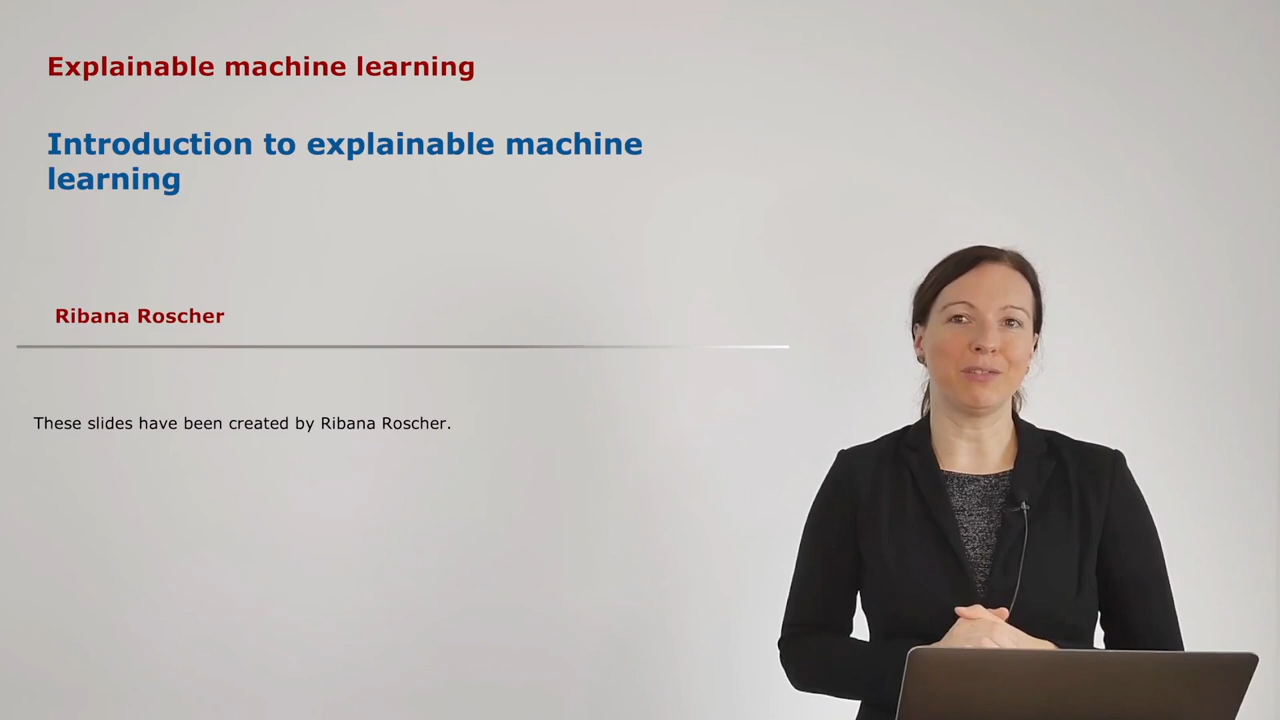 Explainable machine learning
Introduction to explainable machine
learning
Ribana Roscher
These slides have been created by Ribana Roscher.